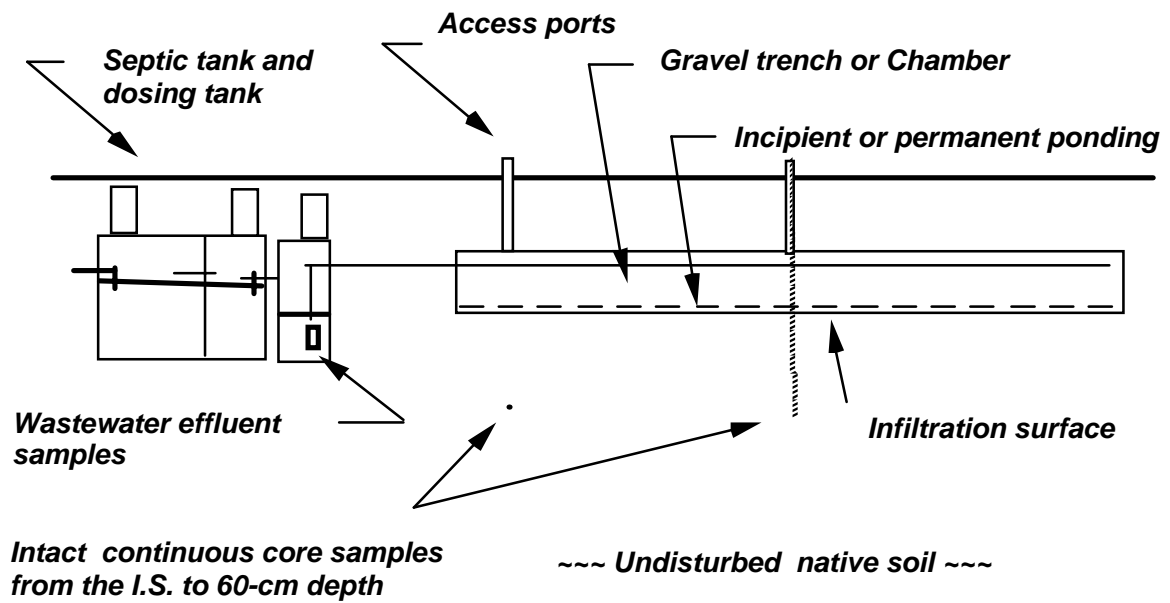 Access ports
Septic tank and
dosing tank
Gravel trench or Chamber
Incipient or permanent ponding
Wastewater effluent
samples
Infiltration surface
Intact continuous core samples
from the I.S. to 60-cm depth
~~~ Undisturbed native soil ~~~